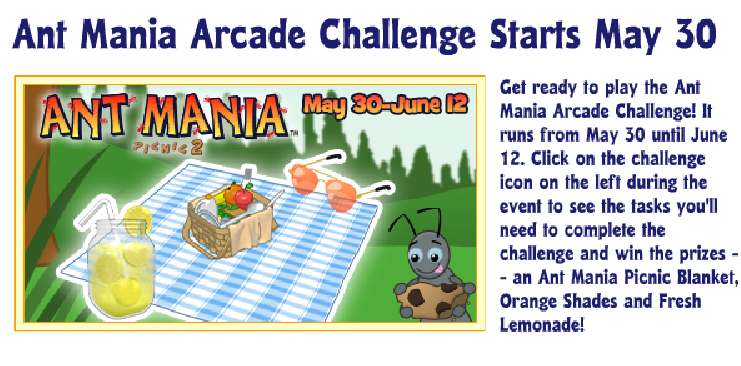 Ant Mania Arcade Challenge Starts May 30
ANT MANIA™
PICNIC 2
May 30-June 12
Get ready to play the Ant
Mania Arcade Challenge! It
runs from May 30 until June
12. Click on the challenge
icon on the left during the
event to see the tasks you'll
need to complete the
challenge and win the prizes -
- an Ant Mania Picnic Blanket,
Orange Shades and Fresh
Lemonade!